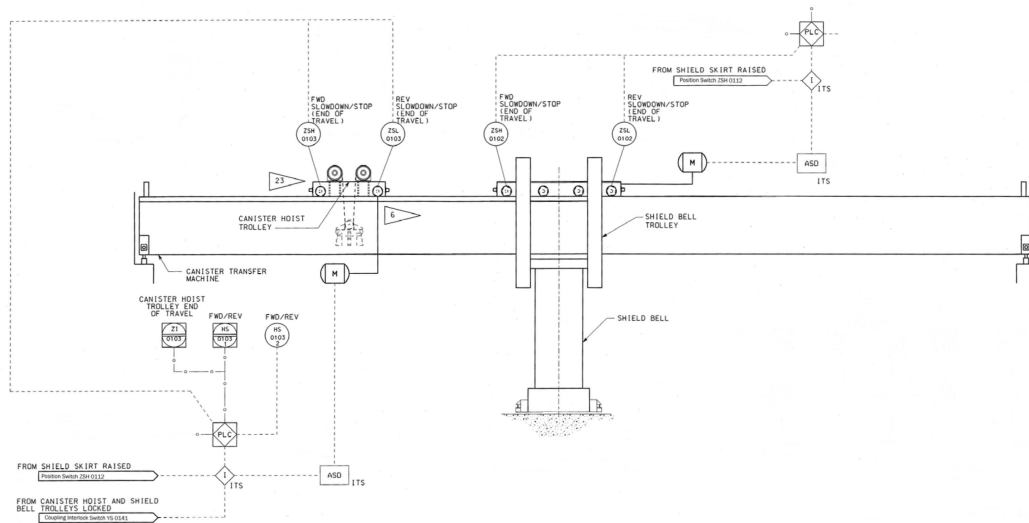 PLC
FROM SHIELD SKIRT RAISED
Position Switch ZSH 0112
I
ITS
FWD
SLOWDOWN/STOP
(END OF
TRAVEL)
REV
SLOWDOWN/STOP
(END OF
TRAVEL)
FWD
SLOWDOWN/STOP
(END OF
TRAVEL)
REV
SLOWDOWN/STOP
(END OF
TRAVEL)
ZSH
0103
ZSL
0103
ZSH
0102
ZSL
0102
M
ASD
ITS
23
6
CANISTER HOIST
TROLLEY
SHIELD BELL
TROLLEY
CANISTER TRANSFER
MACHINE
M
CANISTER HOIST
TROLLEY END
OF TRAVEL
FWD/REV
FWD/REV
ZI
0103
HS
0103
1
HS
0103
2
SHIELD BELL
PLC
FROM SHIELD SKIRT RAISED
Position Switch ZSH 0112
I
ITS
ASD
ITS
FROM CANISTER HOIST AND SHIELD
BELL TROLLEYS LOCKED
Coupling Interlock Switch YS 0141